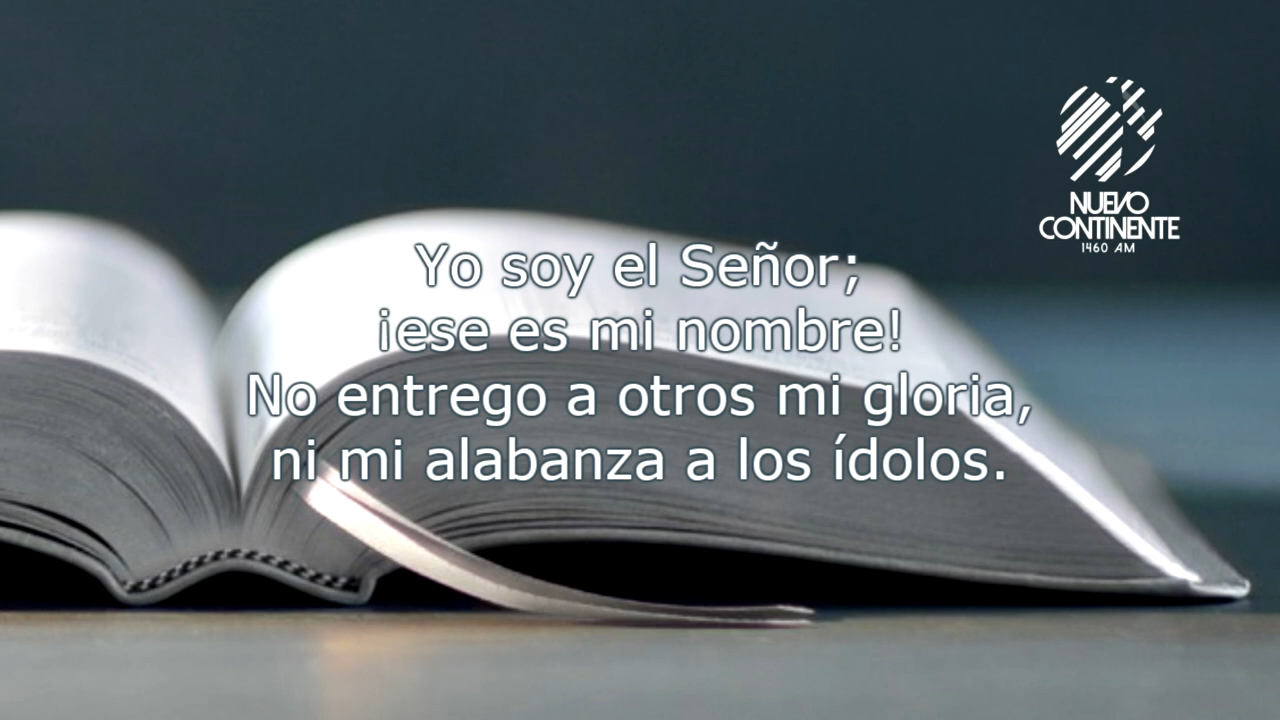 NUEVO
CONTINENTE
1460 AM
Yo soy el Señor;
¡ese es mi nombre!
No entrego a otros mi gloria,
ni mi alabanza a los ídolos.